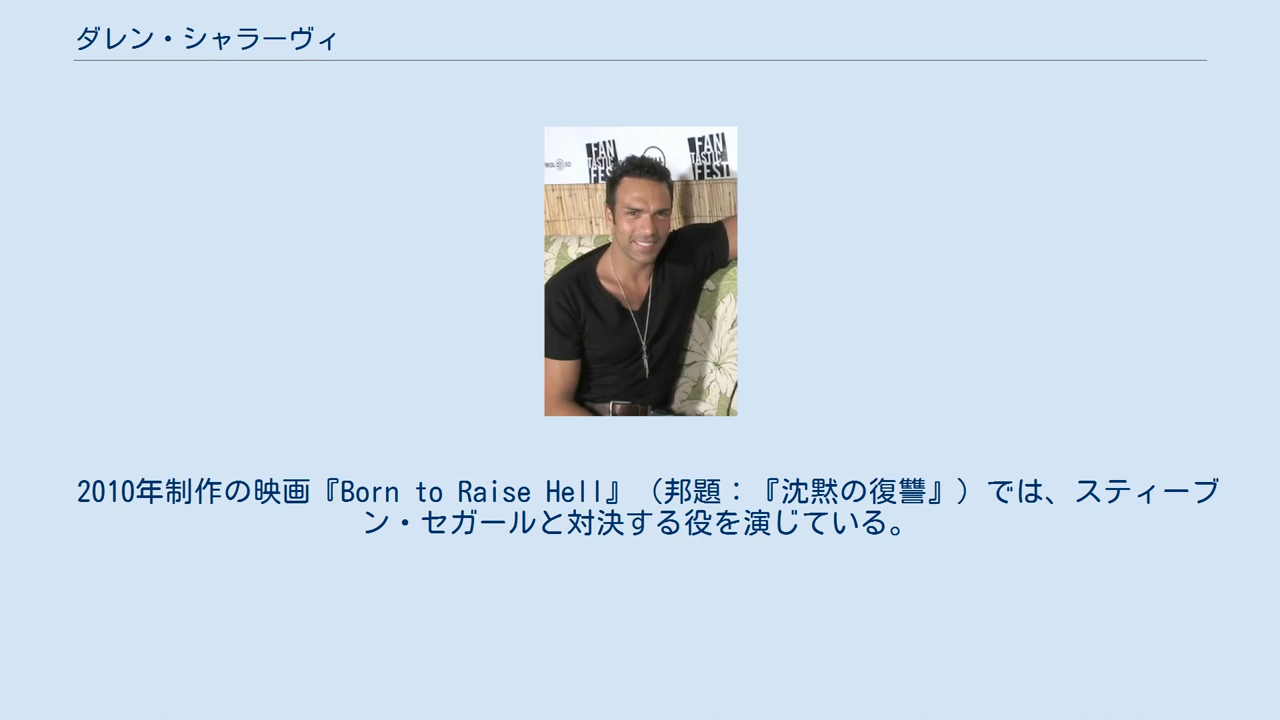 ダレン・シャラーヴィ
FAN
TASTIC
FEST
FAN
TASTIC
FEST
2010年制作の映画『Born to Raise Hell』（邦題：『沈黙の復讐』）では、スティーブ
ン・セガールと対決する役を演じている。